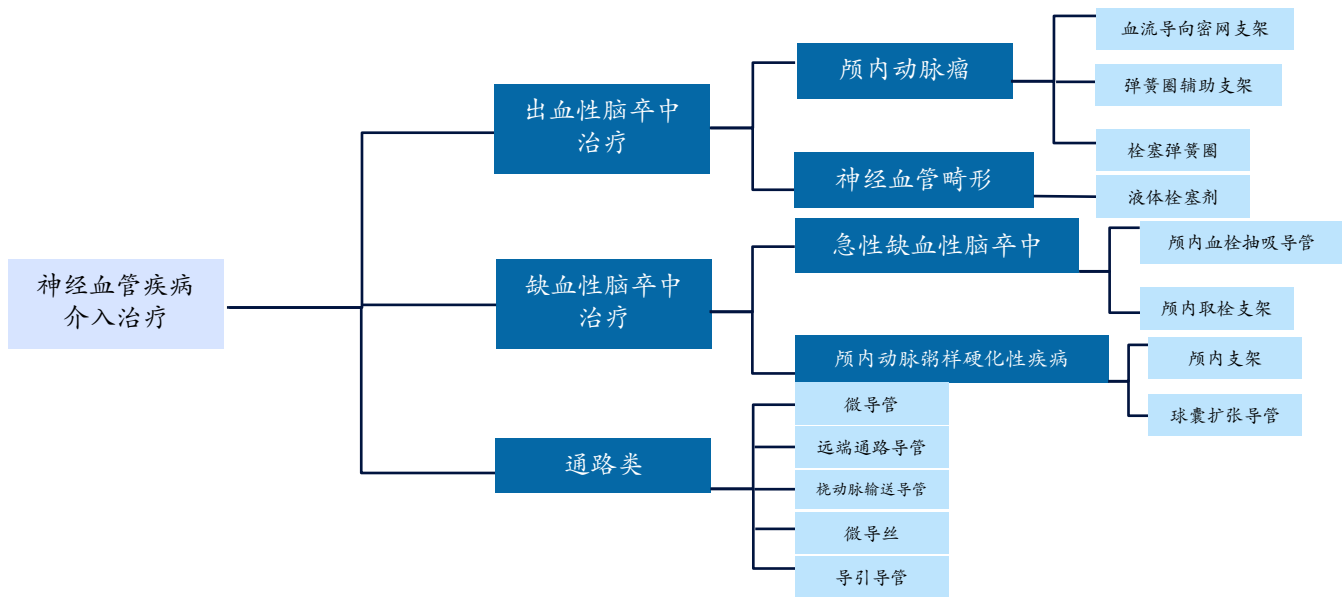 神经血管疾病
介入治疗
出血性脑卒中
治疗
颅内动脉瘤
血流导向密网支架
弹簧圈辅助支架
栓塞弹簧圈
神经血管畸形
液体栓塞剂
缺血性脑卒中
治疗
急性缺血性脑卒中
颅内血栓抽吸导管
颅内取栓支架
颅内动脉粥样硬化性疾病
颅内支架
球囊扩张导管
通路类
微导管
远端通路导管
桡动脉输送导管
微导丝
导引导管